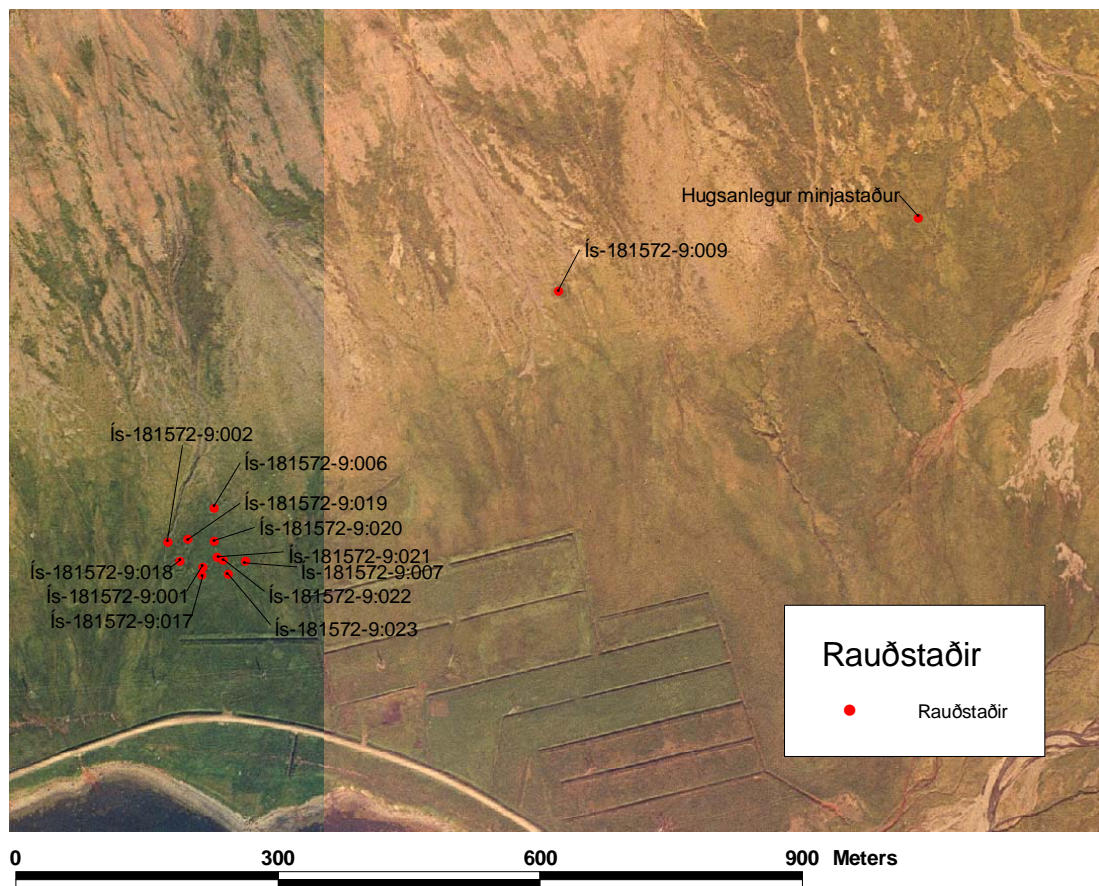 Hugsanlegur minjastaður
Ís-181572-9:009
Ís-181572-9:002
Ís-181572-9:006
Ís-181572-9:019
Ís-181572-9:020
Ís-181572-9:021
Ís-181572-9:018
Ís-181572-9:007
Ís-181572-9:001
Ís-181572-9:022
Ís-181572-9:017
Ís-181572-9:023
Rauðstaðir
Rauðstaðir
0 300 600 900 Meters